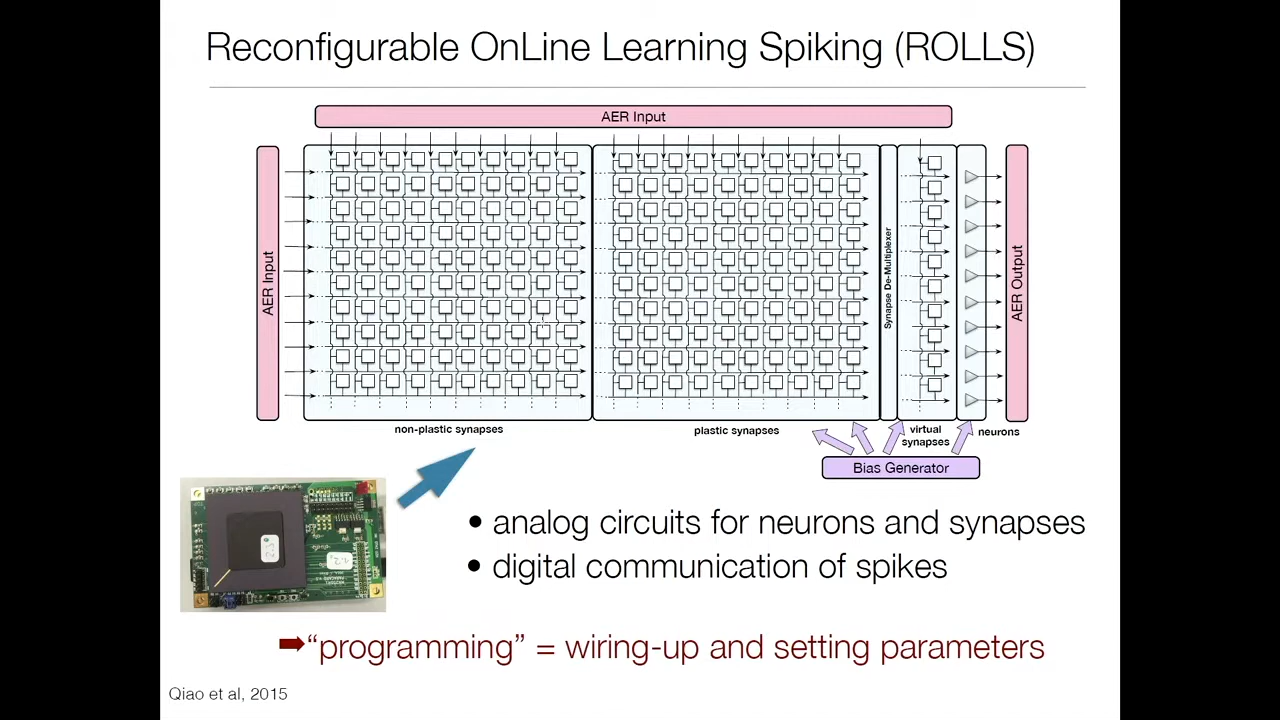 Reconfigurable OnLine Learning Spiking (ROLLS)
AER Input
AER Input
Synapse De-Multiplexer
AER Output
non-plastic synapses
plastic synapses
virtual
synapses
neurons
Bias Generator
• analog circuits for neurons and synapses
• digital communication of spikes
➡“programming” = wiring-up and setting parameters
Qiao et al, 2015